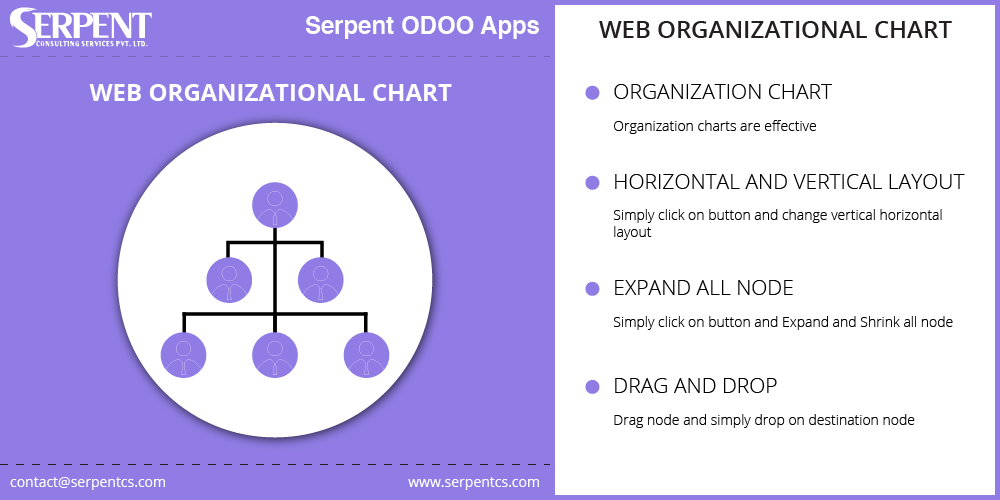 SERPENT
CONSULTING SERVICES PVT. LTD.
Serpent ODOO Apps
WEB ORGANIZATIONAL CHART
contact@serpentcs.com
www.serpentcs.com
WEB ORGANIZATIONAL CHART
ORGANIZATION CHART
Organization charts are effective
HORIZONTAL AND VERTICAL LAYOUT
Simply click on button and change vertical horizontal
layout
EXPAND ALL NODE
Simply click on button and Expand and Shrink all node
DRAG AND DROP
Drag node and simply drop on destination node